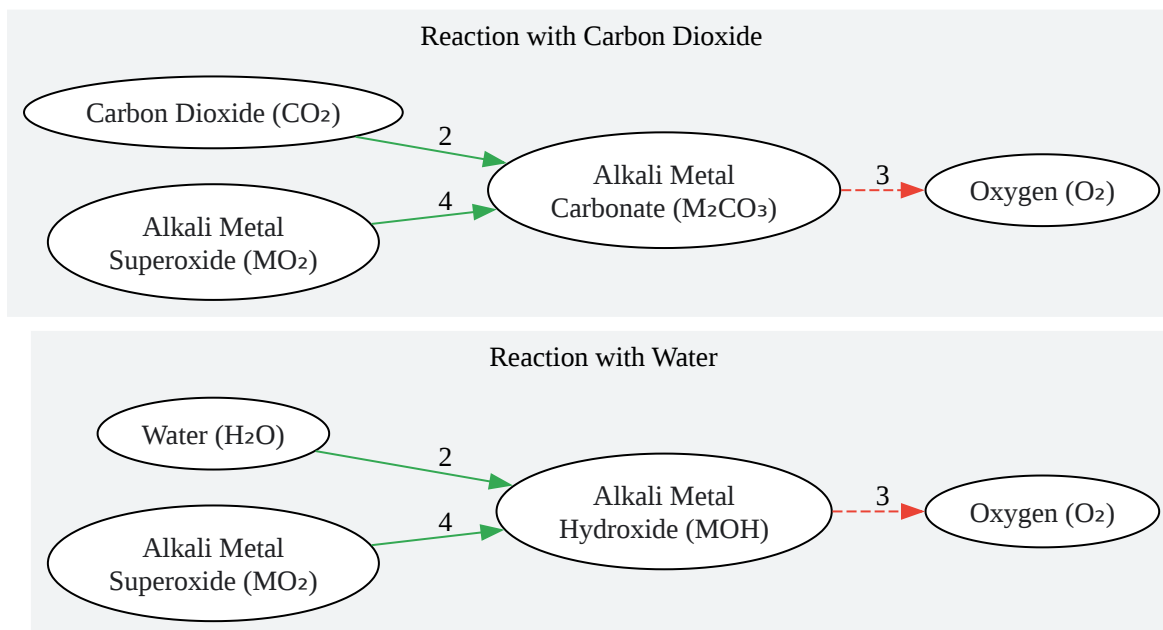 Reaction with Carbon Dioxide
Carbon Dioxide (CO₂)
2
Alkali Metal
Superoxide (MO₂)
4
Alkali Metal
Carbonate (M₂CO₃)
3
Oxygen (O₂)
Reaction with Water
Water (H₂O)
2
Alkali Metal
Superoxide (MO₂)
4
Alkali Metal
Hydroxide (MOH)
3
Oxygen (O₂)